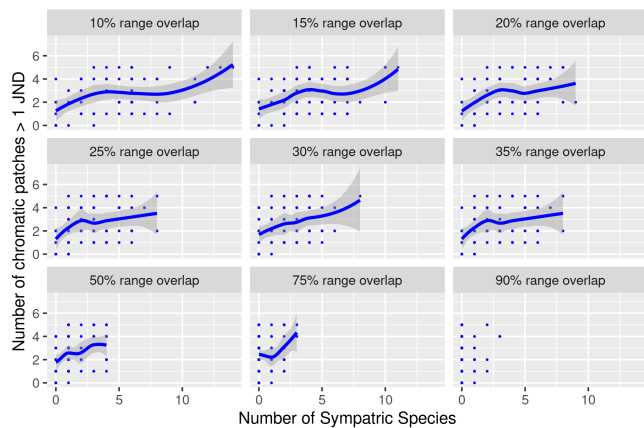 10% range overlap
15% range overlap
20% range overlap
6
4
2
0
25% range overlap
30% range overlap
35% range overlap
6
4
2
0
50% range overlap
75% range overlap
90% range overlap
6
4
2
0
0
5
10
0
5
10
0
5
10
Number of Sympatric Species
Number of chromatic patches > 1 JND